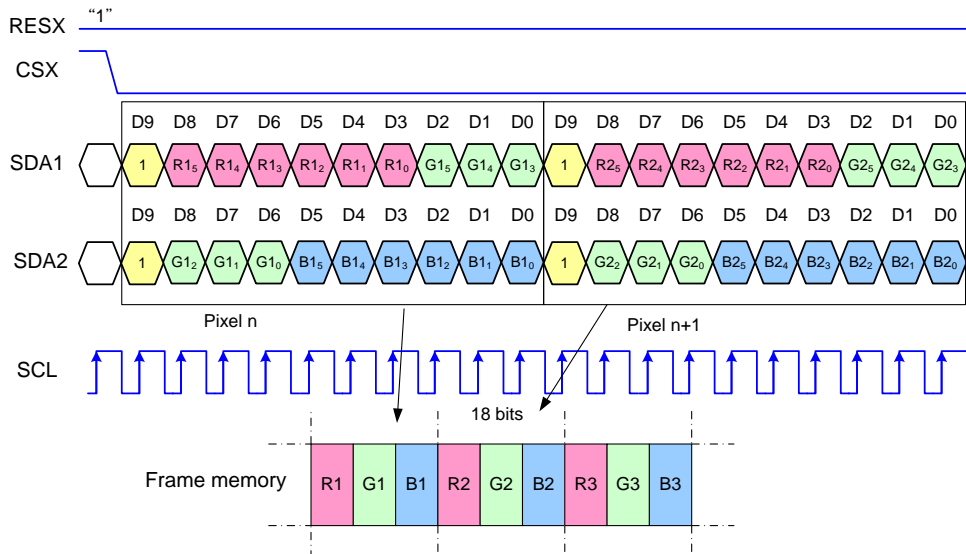 RESX "1"
CSX
D9 D8 D7 D6 D5 D4 D3 D2 D1 D0 D9 D8 D7 D6 D5 D4 D3 D2 D1 D0
SDA1 1 R1₅ R1₄ R1₃ R1₂ R1₁ R1₀ G1₅ G1₄ G1₃ 1 R2₅ R2₄ R2₃ R2₂ R2₁ R2₀ G2₅ G2₄ G2₃
D9 D8 D7 D6 D5 D4 D3 D2 D1 D0 D9 D8 D7 D6 D5 D4 D3 D2 D1 D0
SDA2 1 G1₂ G1₁ G1₀ B1₅ B1₄ B1₃ B1₂ B1₁ B1₀ 1 G2₂ G2₁ G2₀ B2₅ B2₄ B2₃ B2₂ B2₁ B2₀
Pixel n Pixel n+1
SCL
18 bits
Frame memory R1 G1 B1 R2 G2 B2 R3 G3 B3